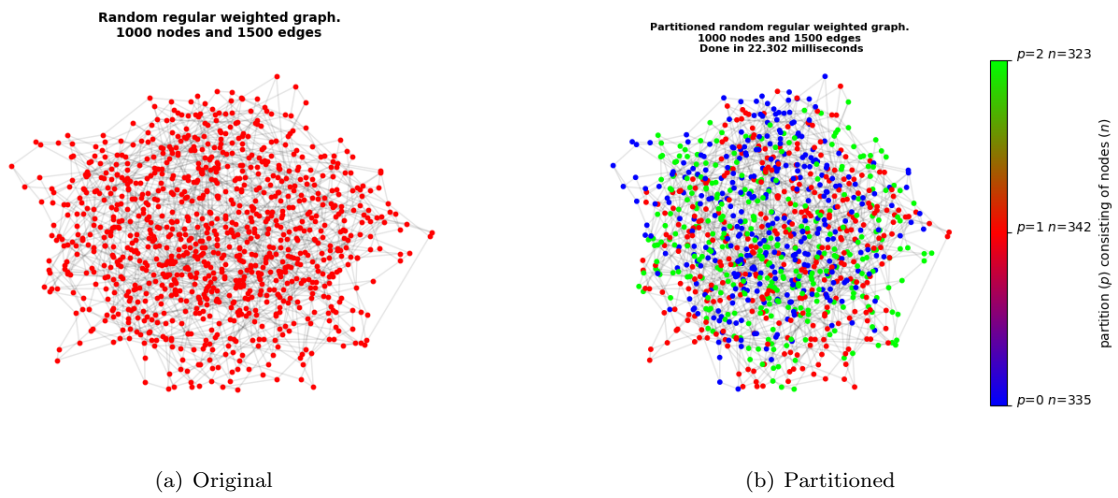 Random regular weighted graph.
1000 nodes and 1500 edges
Partitioned random regular weighted graph.
1000 nodes and 1500 edges
Done in 22.302 milliseconds
p=2 n=323
p=1 n=342
p=0 n=335
partition (p) consisting of nodes (n)
(a) Original
(b) Partitioned